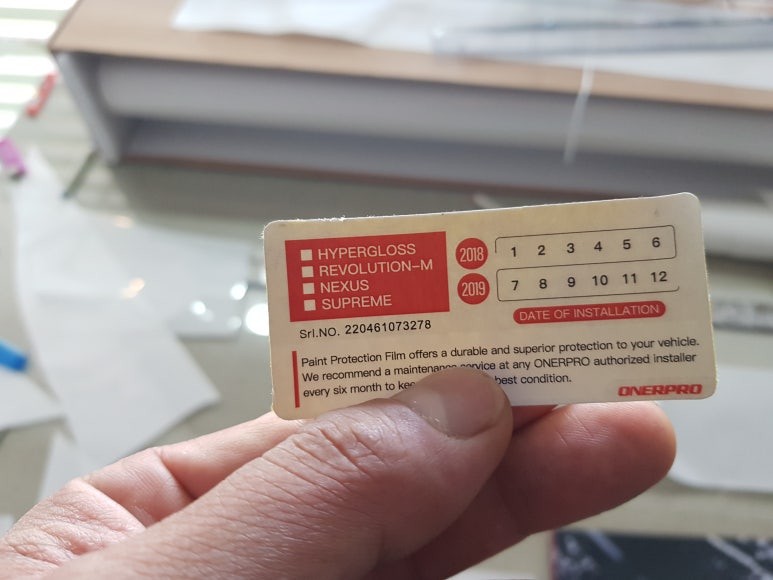 HYPERGLOSS
REVOLUTION-M
NEXUS
SUPREME
2018 1 2 3 4 5 6
2019 7 8 9 10 11 12
DATE OF INSTALLATION
Srl.NO. 220461073278
Paint Protection Film offers a durable and superior protection to your vehicle.
We recommend a maintenance service at any ONERPRO authorized installer
every six month to best condition.
ONERPRO